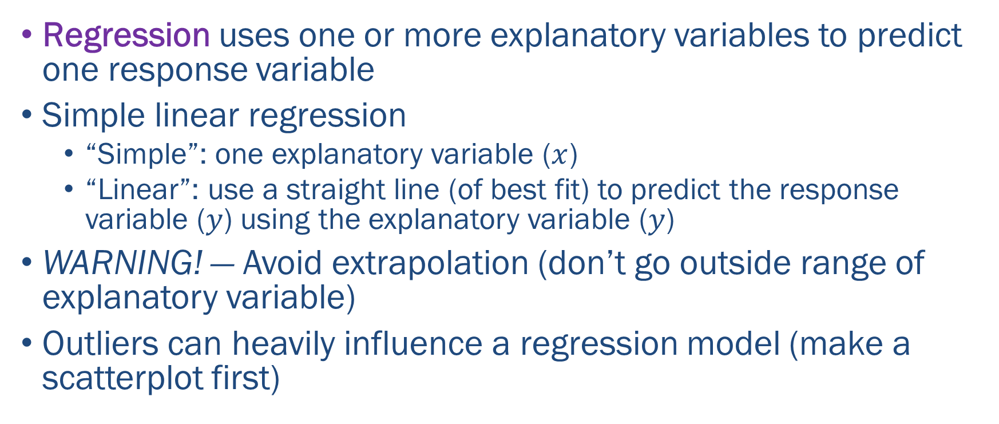 • Regression uses one or more explanatory variables to predict
one response variable
• Simple linear regression
• “Simple”: one explanatory variable (x)
• “Linear”: use a straight line (of best fit) to predict the response
variable (y) using the explanatory variable (y)
• WARNING! — Avoid extrapolation (don’t go outside range of
explanatory variable)
• Outliers can heavily influence a regression model (make a
scatterplot first)